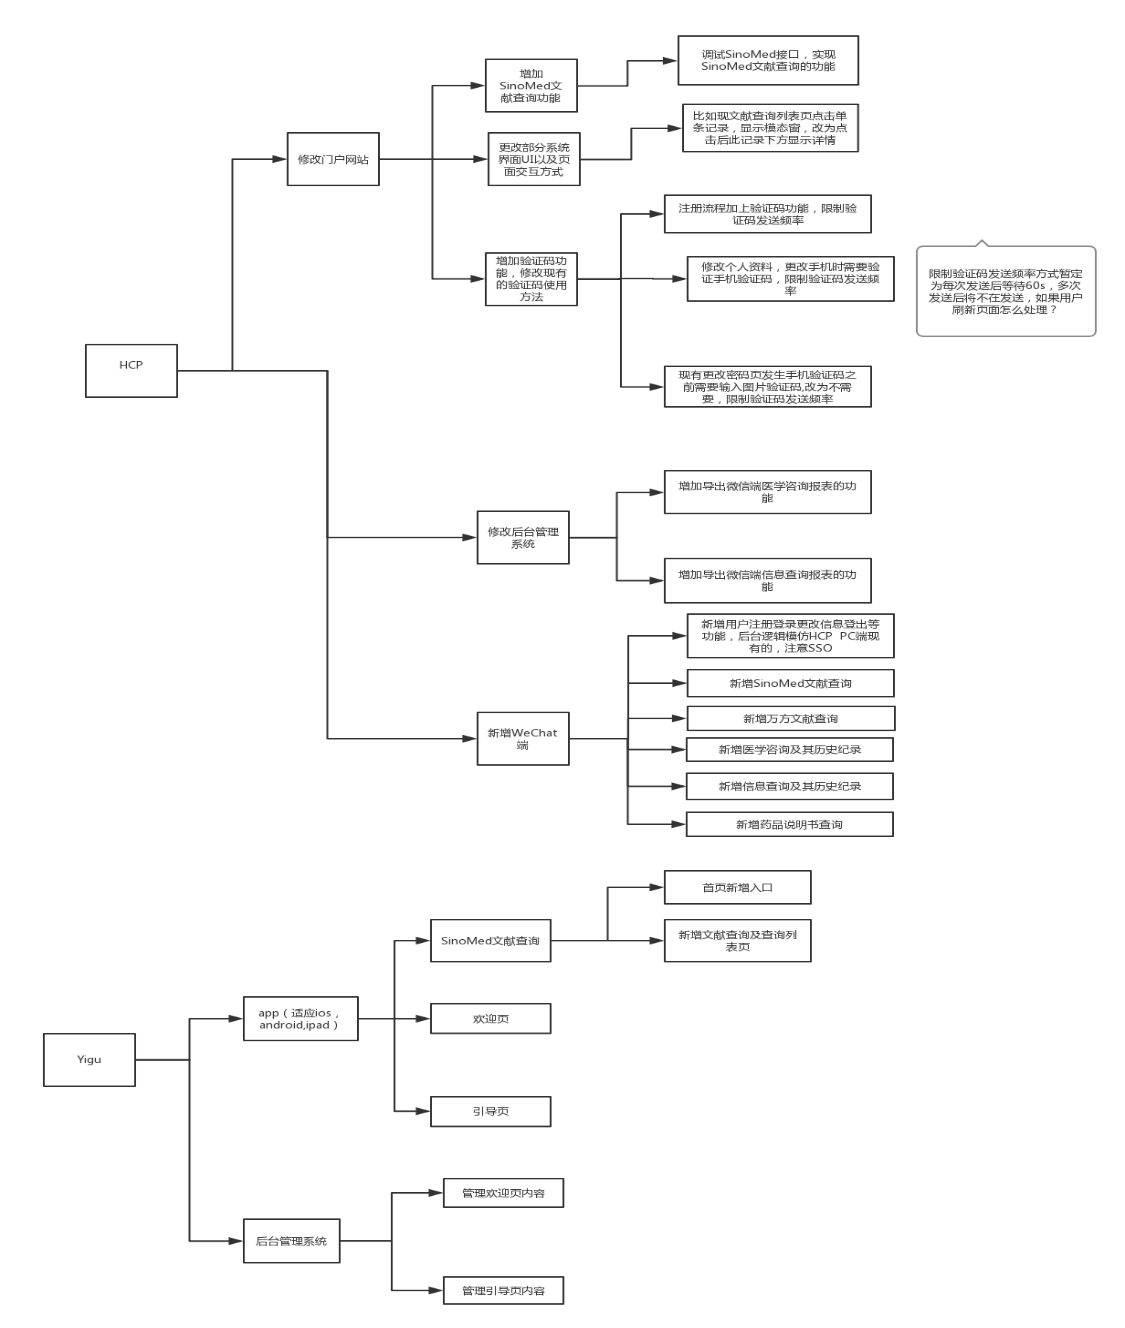 HCP
修改门户网站
增加
SinoMed文
献查询功能
调试SinoMed接口，实现
SinoMed文献查询的功能
更改部分系统
界面UI以及页
面交互方式
比如现文献查询列表页点击单
条记录，显示模态窗，改为点
击后此记录下方显示详情
增加验证码功
能，修改现有
的验证码使用
方法
注册流程加上验证码功能，限制验
证码发送频率
修改个人资料，更改手机时需要验
证手机验证码，限制验证码发送频
率
现有更改密码页发生手机验证码之
前需要输入图片验证码,改为不需
要，限制验证码发送频率
限制验证码发送频率方式暂定
为每次发送后等待60s，多次
发送后将不在发送，如果用户
刷新页面怎么处理？
修改后台管理
系统
增加导出微信端医学咨询报表的功
能
增加导出微信端信息查询报表的功
能
新增WeChat
端
新增用户注册登录更改信息登出等
功能，后台逻辑模仿HCP PC端现
有的，注意SSO
新增SinoMed文献查询
新增万方文献查询
新增医学咨询及其历史纪录
新增信息查询及其历史纪录
新增药品说明书查询
Yigu
app（适应ios，
android,ipad）
SinoMed文献查询
首页新增入口
新增文献查询及查询列
表页
欢迎页
引导页
后台管理系统
管理欢迎页内容
管理引导页内容